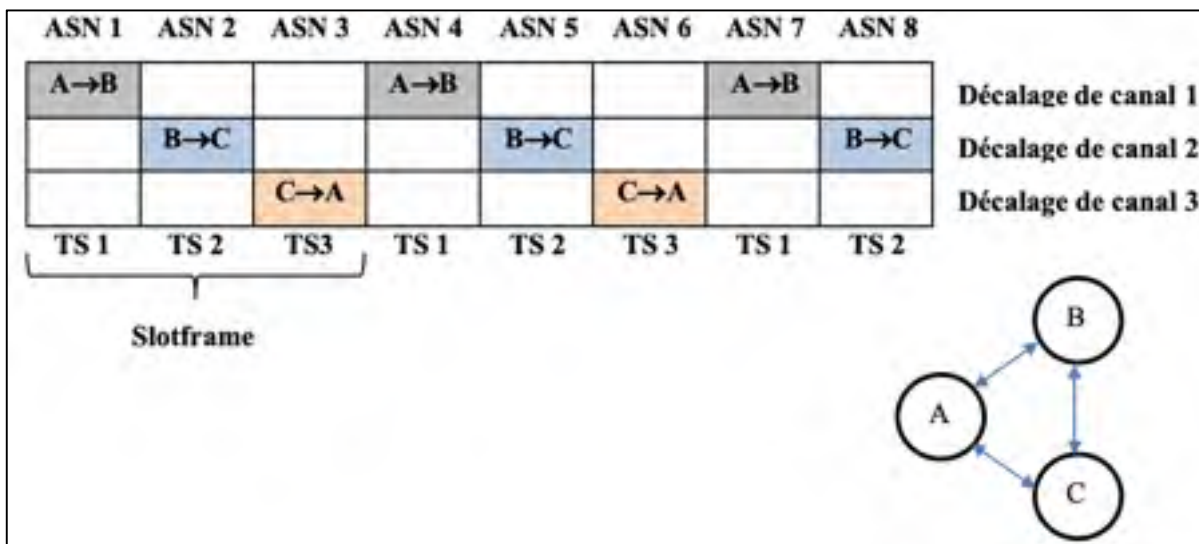 ASN 1 ASN 2 ASN 3 ASN 4 ASN 5 ASN 6 ASN 7 ASN 8
A→B A→B A→B Décalage de canal 1
B→C B→C B→C Décalage de canal 2
C→A C→A Décalage de canal 3
TS 1 TS 2 TS3 TS 1 TS 2 TS 3 TS 1 TS 2
Slotframe
B
A
C